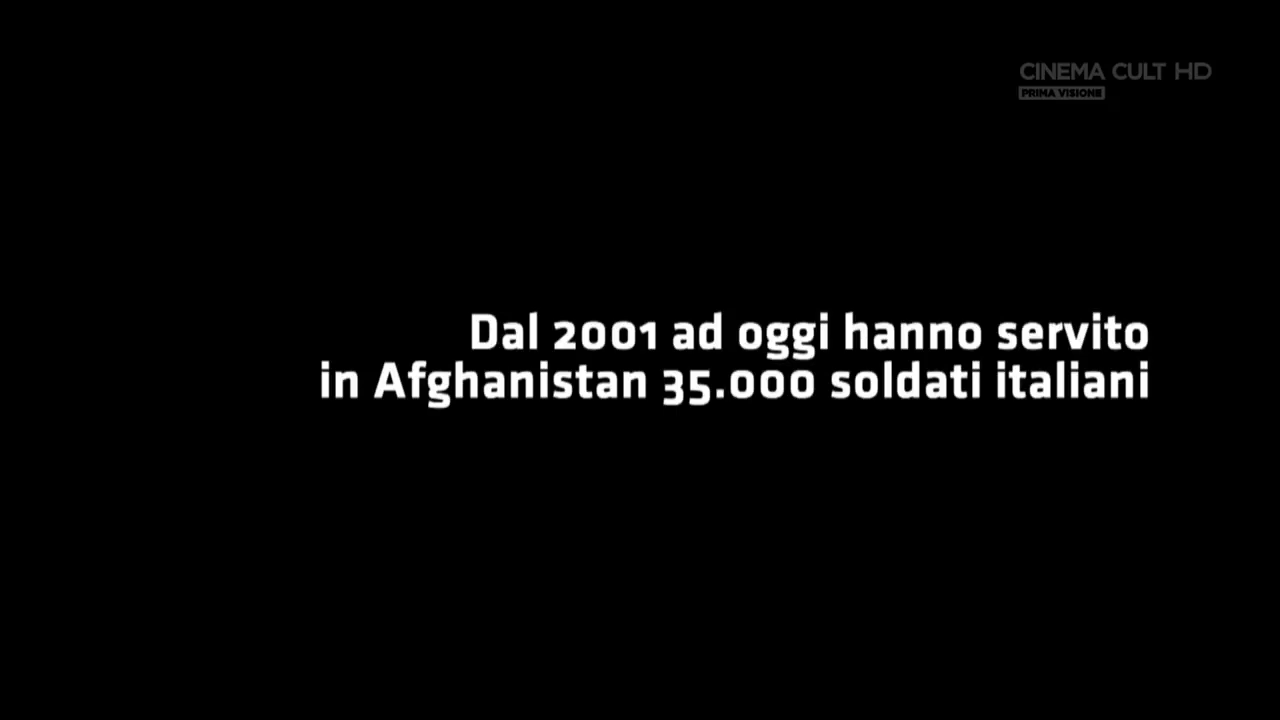 CINEMA CULT HD
PRIMA VISIONE
Dal 2001 ad oggi hanno servito
in Afghanistan 35.000 soldati italiani